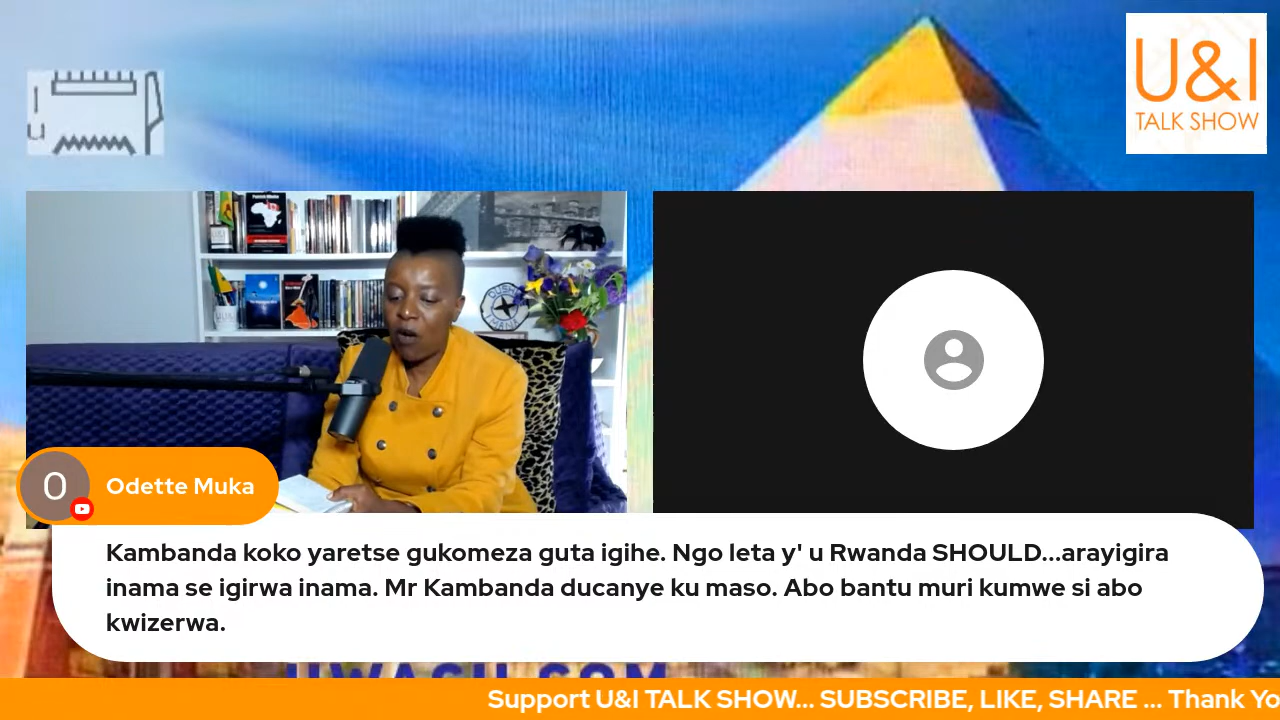 U&I
TALK SHOW
Odette Muka
Kambanda koko yaretse gukomeza guta igihe. Ngo leta y' u Rwanda SHOULD...arayigira
inama se igirwa inama. Mr Kambanda ducanye ku maso. Abo bantu muri kumwe si abo
kwizerwa.
Support U&I TALK SHOW... SUBSCRIBE, LIKE, SHARE ... Thank Yo